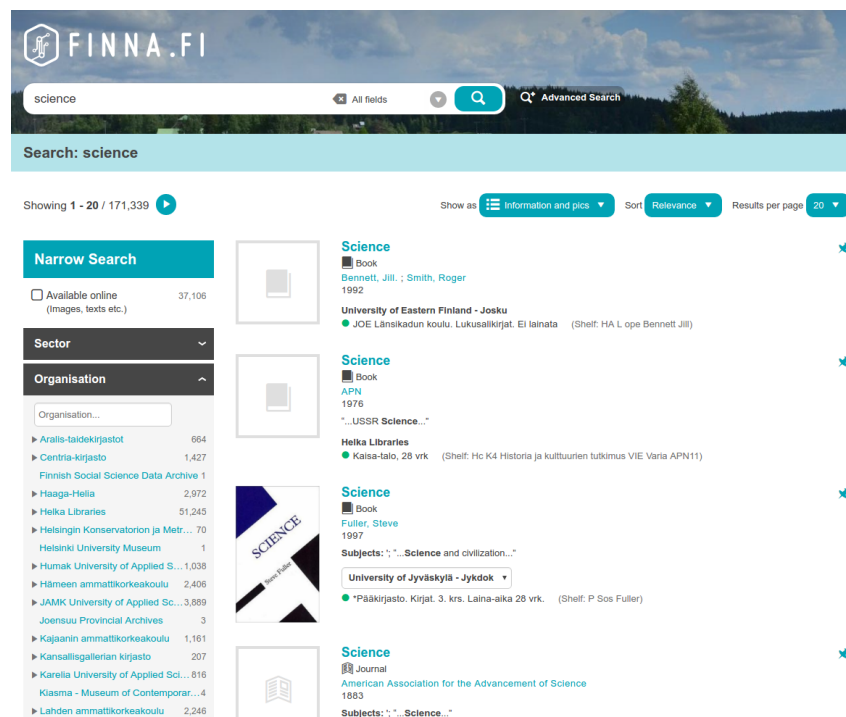 FINNA.FI
science
All fields
Advanced Search
Search: science
Showing 1 - 20 / 171,339
Show as Information and pics Sort Relevance Results per page 20
Narrow Search
Available online 37,106
(Images, texts etc.)
Sector
Organisation
Organisation...
Aralis-taidekirjastot 664
Centria-kirjasto 1,427
Finnish Social Science Data Archive 1
Haaga-Helia 2,972
Helka Libraries 51,245
Helsingin Konservatorion ja Metr... 70
Helsinki University Museum 1
Humak University of Applied S... 1,038
Hämeen ammattikorkeakoulu 2,406
JAMK University of Applied Sc... 3,889
Joensuu Provincial Archives 3
Kajaanin ammattikorkeakoulu 1,161
Kansallisgallerian kirjasto 207
Karelia University of Applied Sci... 816
Kiasma - Museum of Contemporar... 4
Lahden ammattikorkeakoulu 2,246
Science
Book
Bennett, Jill. ; Smith, Roger
1992
University of Eastern Finland - Josku
JOE Länsikadun koulu. Lukusalikirjat. Ei lainata (Shelf: HA L ope Bennett Jill)
Science
Book
APN
1976
"...USSR Science..."
Helka Libraries
Kaisa-talo, 28 vrk (Shelf: Hc K4 Historia ja kulttuurien tutkimus VIE Varia APN11)
SCIENCE
Steve Fuller
Science
Book
Fuller, Steve
1997
Subjects: '; "...Science and civilization..."
University of Jyväskylä - Jykdok
*Pääkirjasto. Kirjat. 3. krs. Laina-aika 28 vrk. (Shelf: P Sos Fuller)
Science
Journal
American Association for the Advancement of Science
1883
Subjects: '; "...Science..."